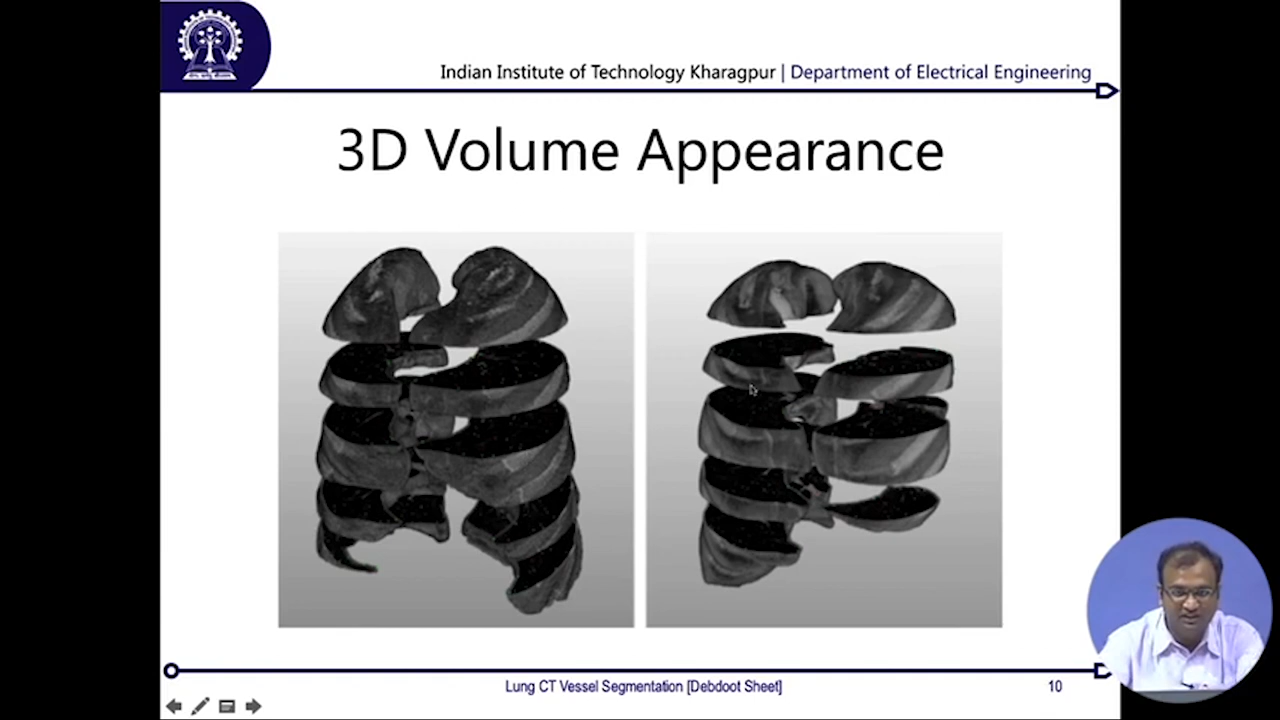 Indian Institute of Technology Kharagpur | Department of Electrical Engineering
3D Volume Appearance
Lung CT Vessel Segmentation [Debdoot Sheet]
10